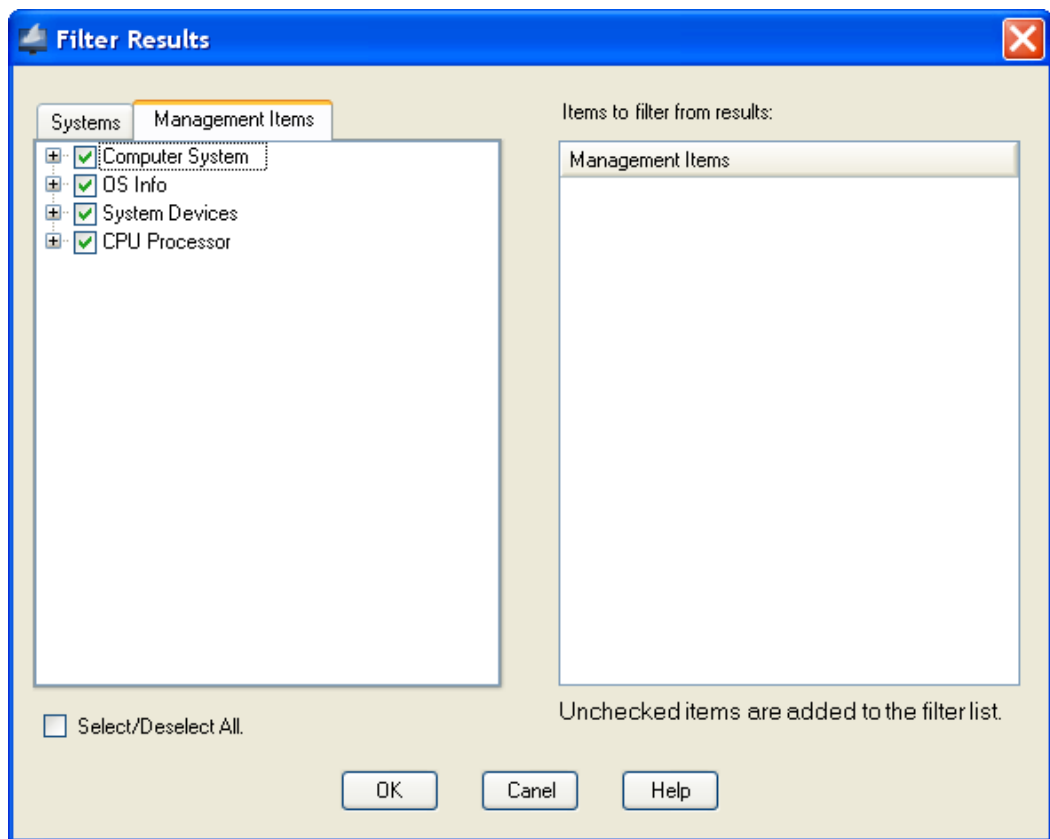 Filter Results
Systems
Management Items
Computer System
OS Info
System Devices
CPU Processor
Select/Deselect All.
Items to filter from results:
Management Items
Unchecked items are added to the filter list.
OK
Canel
Help